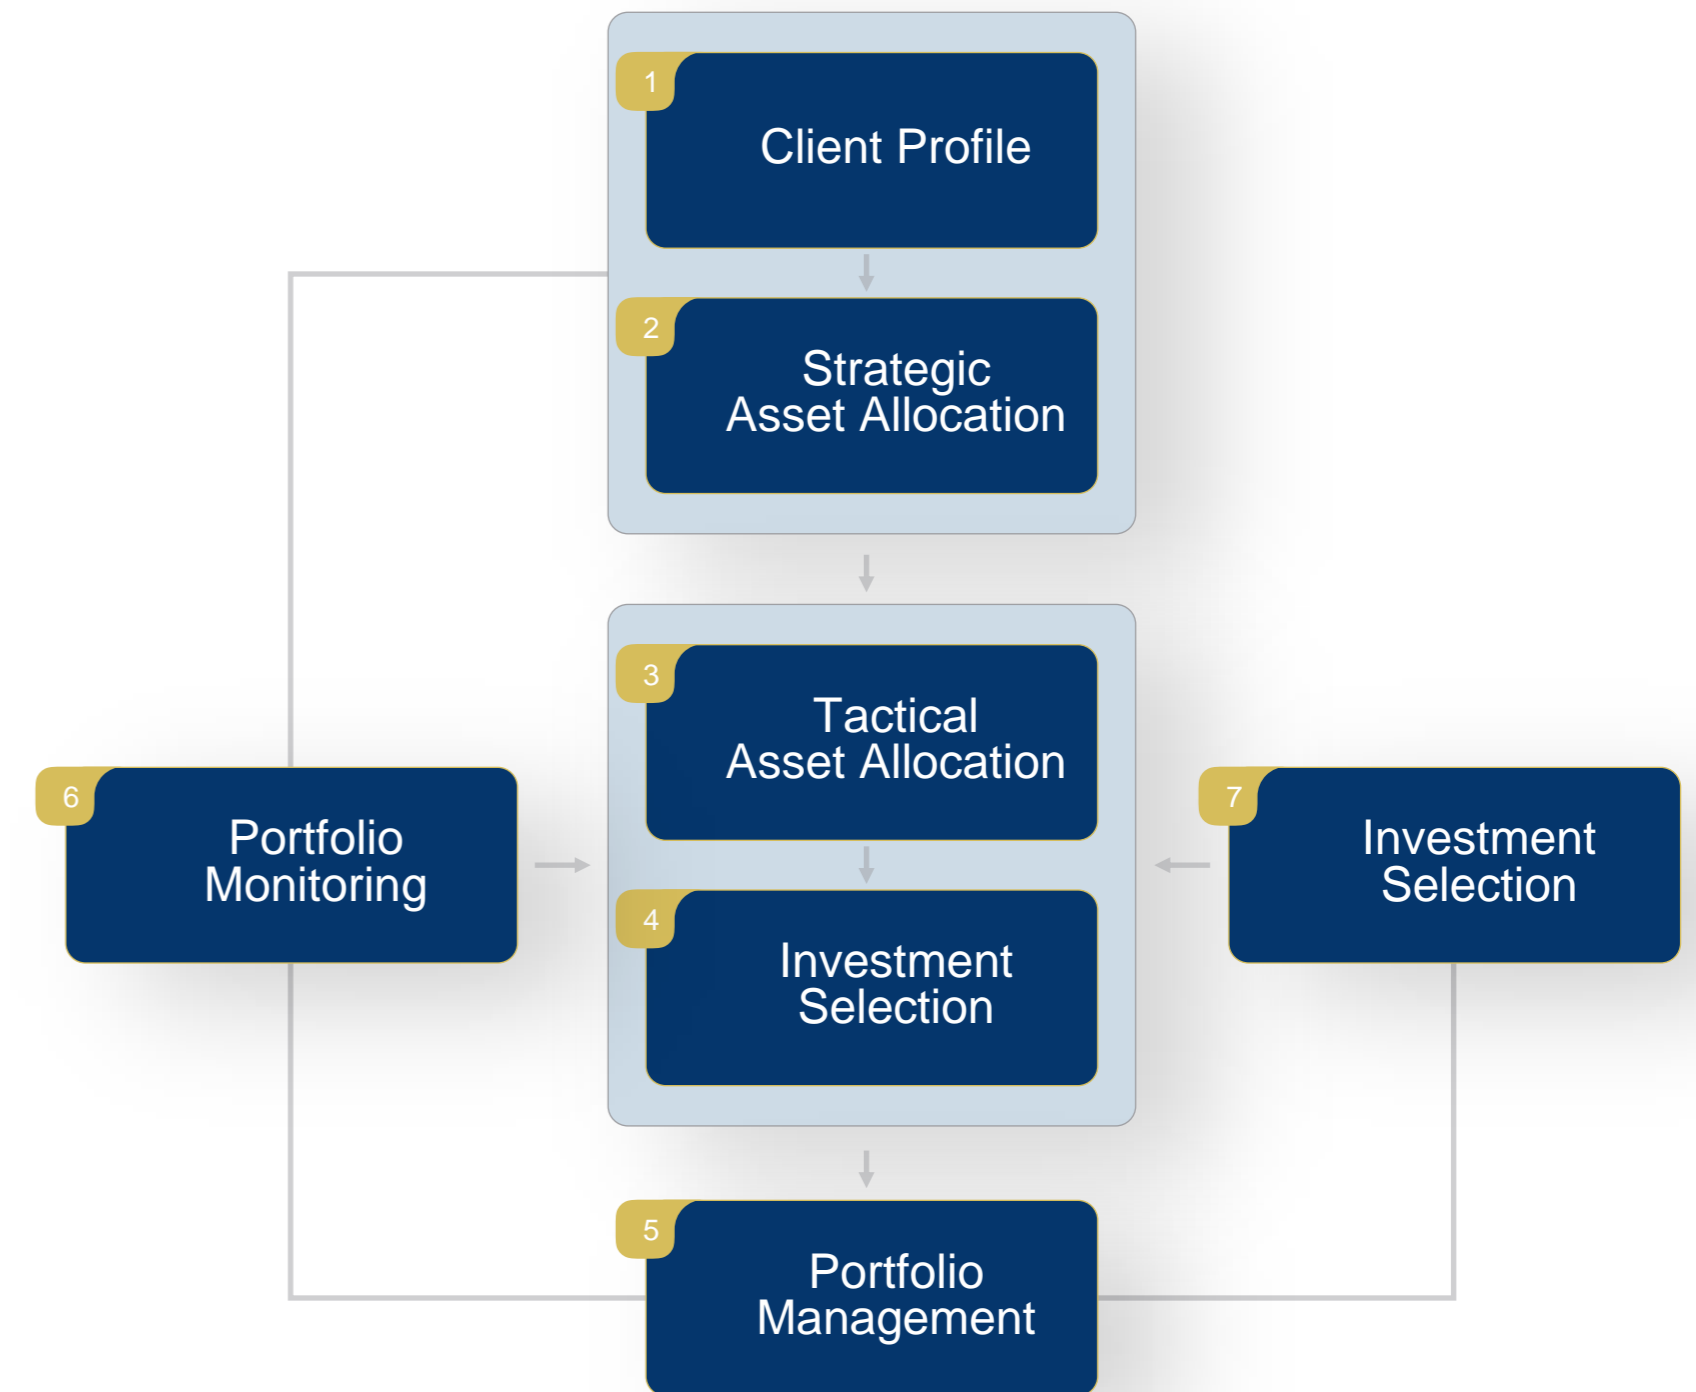 1
Client Profile
2
Strategic
Asset Allocation
3
Tactical
Asset Allocation
6
Portfolio
Monitoring
7
Investment
Selection
4
Investment
Selection
5
Portfolio
Management